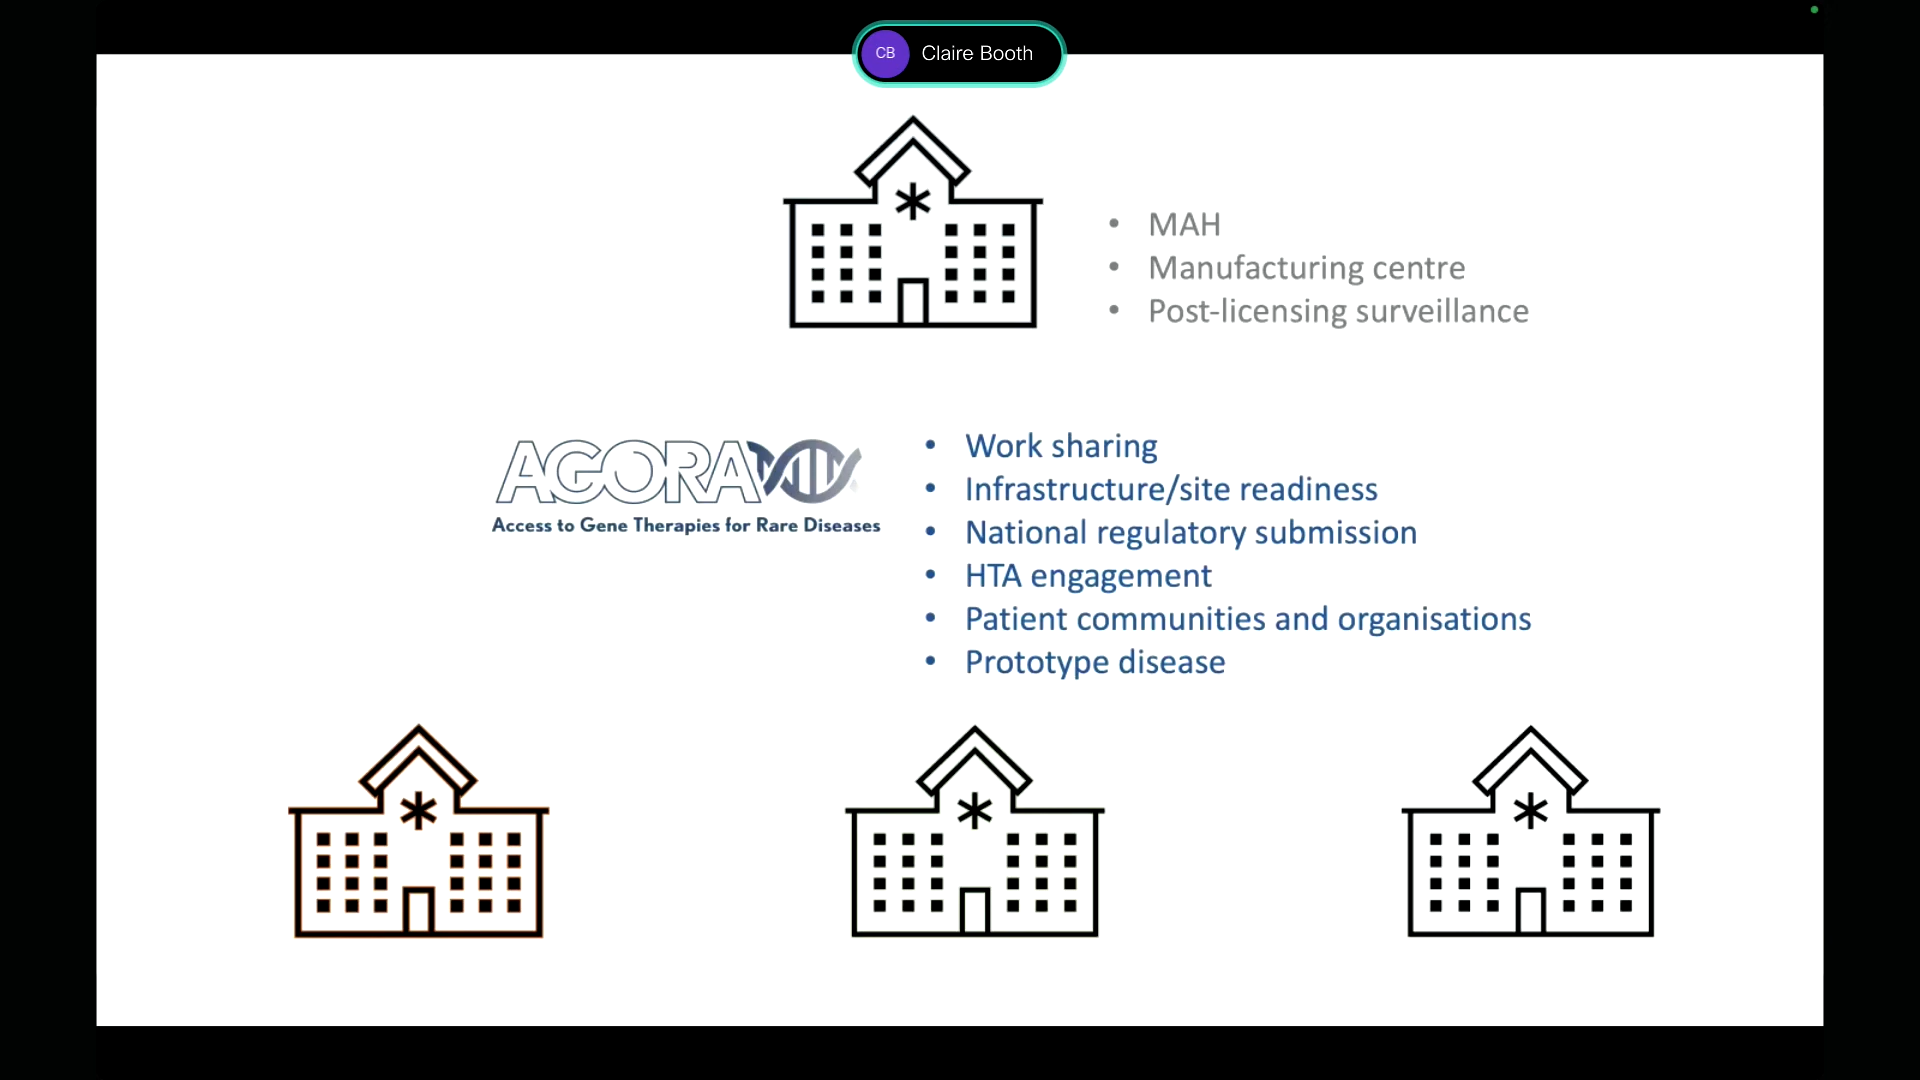 CB Claire Booth
• MAH
• Manufacturing centre
• Post-licensing surveillance
AGORA
Access to Gene Therapies for Rare Diseases
• Work sharing
• Infrastructure/site readiness
• National regulatory submission
• HTA engagement
• Patient communities and organisations
• Prototype disease